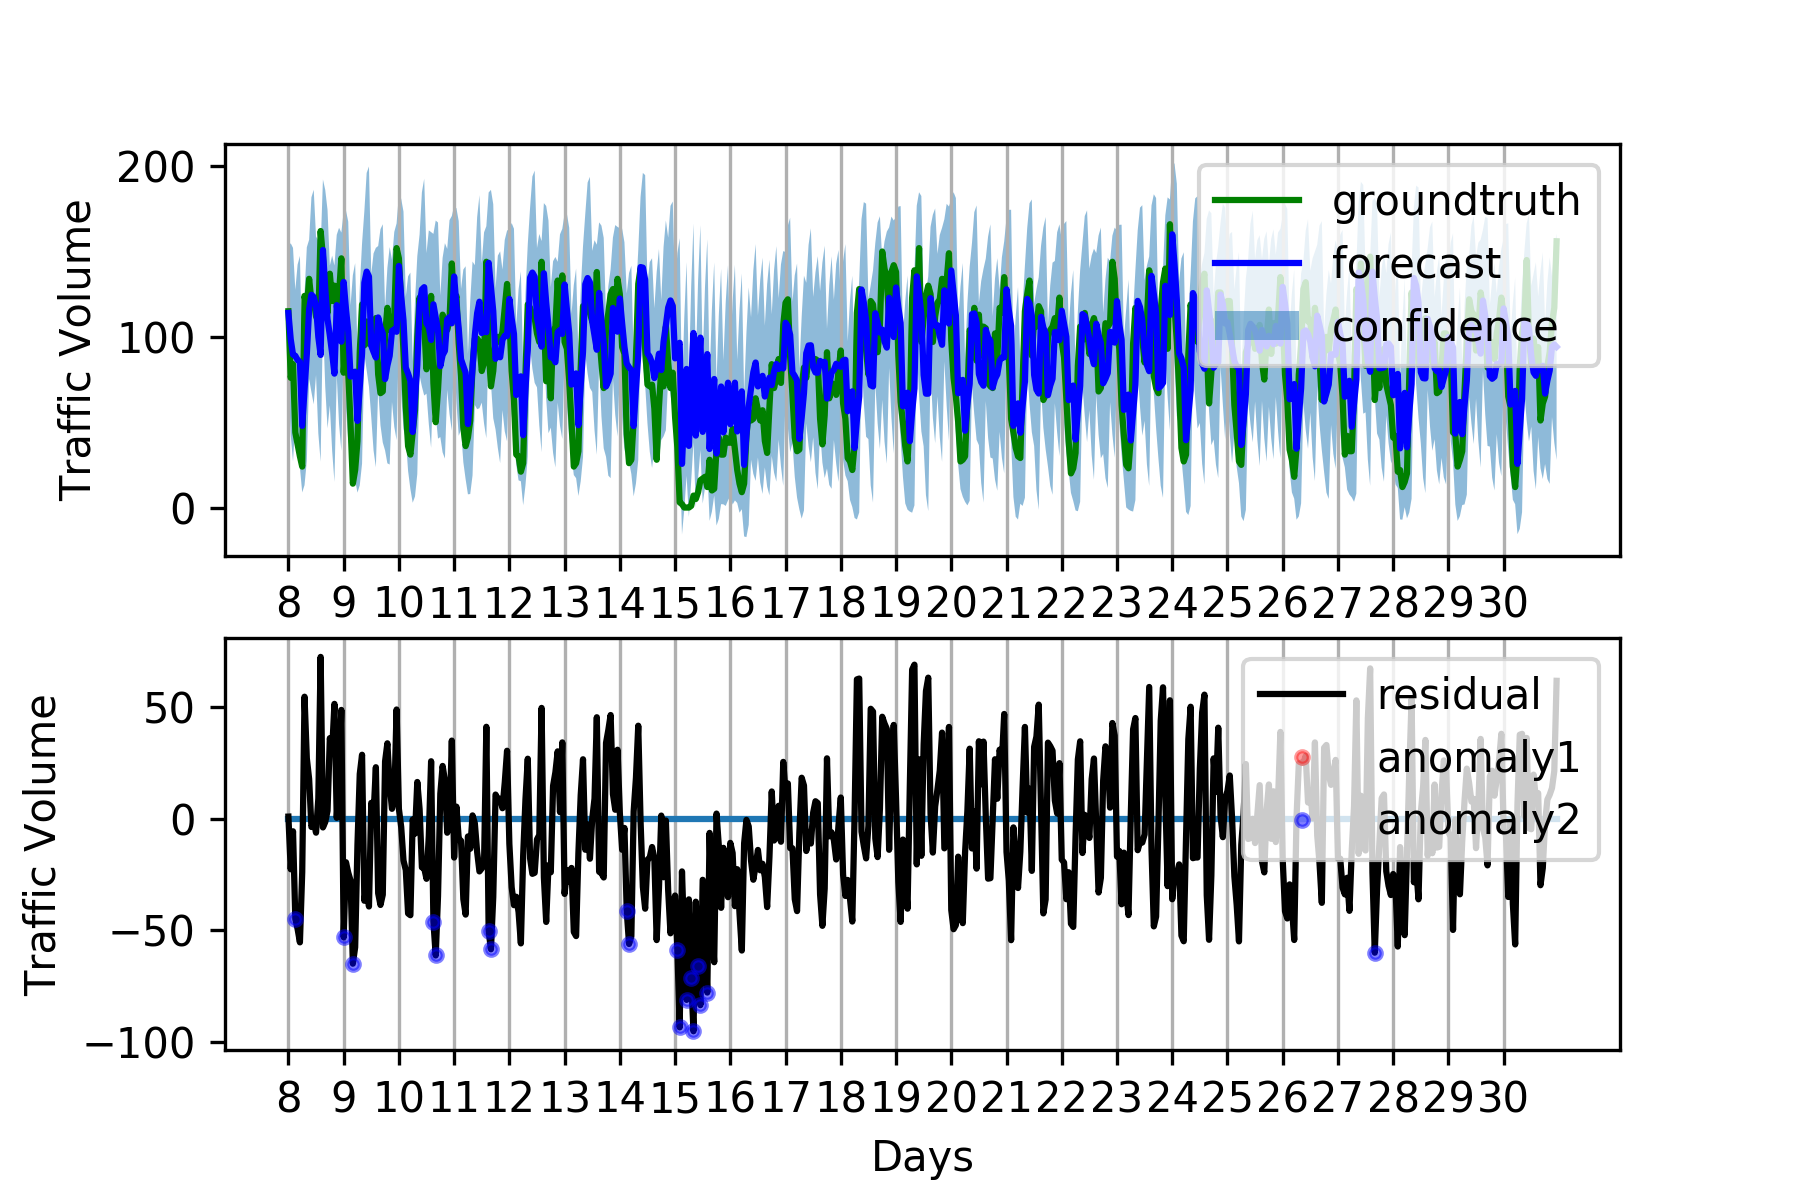 Traffic Volume
200
100
0
groundtruth
forecast
confidence
8 9 10 11 12 13 14 15 16 17 18 19 20 21 22 23 24 25 26 27 28 29 30
Traffic Volume
50
0
−50
−100
residual
anomaly1
anomaly2
8 9 10 11 12 13 14 15 16 17 18 19 20 21 22 23 24 25 26 27 28 29 30
Days